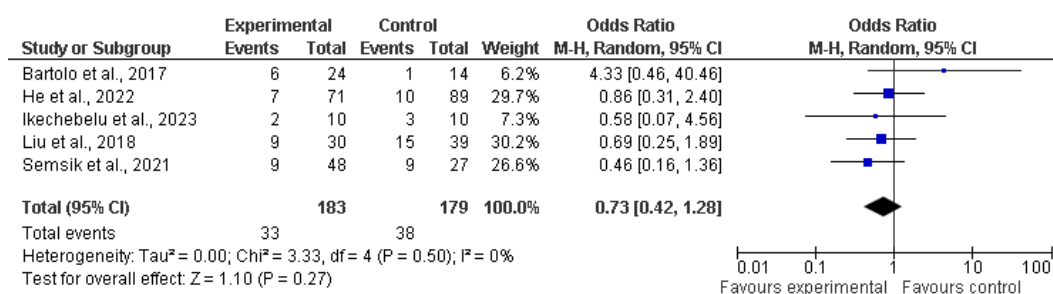 Experimental Control Odds Ratio Odds Ratio
Study or Subgroup Events Total Events Total Weight M-H, Random, 95% CI M-H, Random, 95% CI
Bartolo et al., 2017 6 24 1 14 6.2% 4.33 [0.46, 40.46]
He et al., 2022 7 71 10 89 29.7% 0.86 [0.31, 2.40]
Ikechebelu et al., 2023 2 10 3 10 7.3% 0.58 [0.07, 4.56]
Liu et al., 2018 9 30 15 39 30.2% 0.69 [0.25, 1.89]
Semsik et al., 2021 9 48 9 27 26.6% 0.46 [0.16, 1.36]
Total (95% CI) 183 179 100.0% 0.73 [0.42, 1.28]
Total events 33 38
Heterogeneity: Tau² = 0.00; Chi² = 3.33, df = 4 (P = 0.50); I² = 0%
Test for overall effect: Z = 1.10 (P = 0.27)
0.01 0.1 1 10 100
Favours experimental Favours control